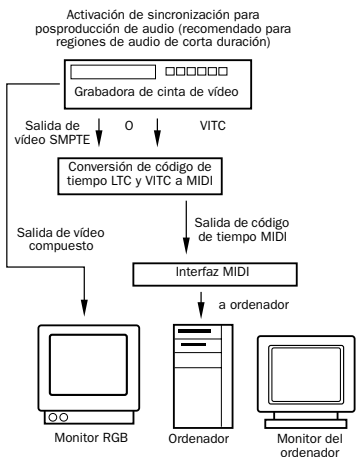 Activación de sincronización para
posproducción de audio (recomendado para
regiones de audio de corta duración)
Grabadora de cinta de vídeo
Salida de
vídeo SMPTE
O
VITC
Conversión de código de
tiempo LTC y VITC a MIDI
Salida de código
de tiempo MIDI
Salida de vídeo
compuesto
Interfaz MIDI
a ordenador
Monitor RGB
Ordenador
Monitor del
ordenador